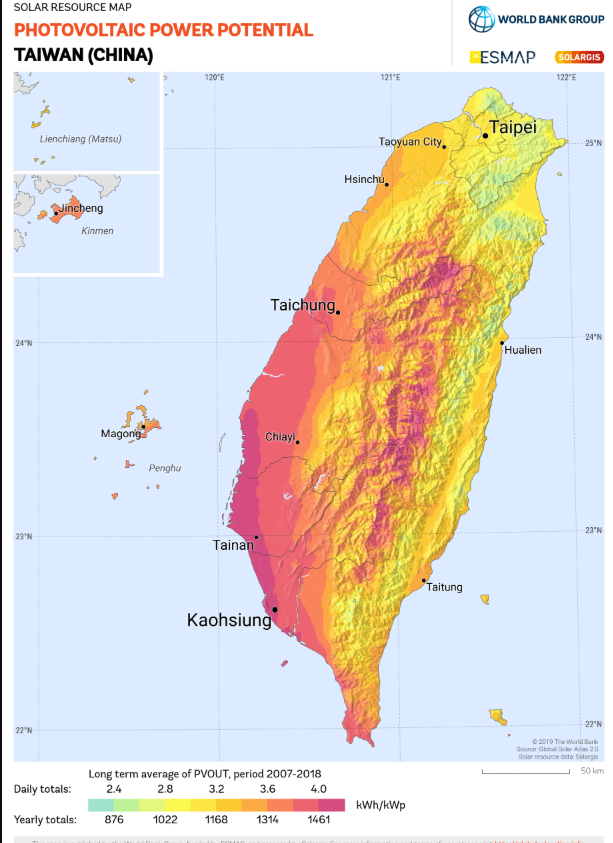 SOLAR RESOURCE MAP
PHOTOVOLTAIC POWER POTENTIAL
TAIWAN (CHINA)
WORLD BANK GROUP
ESMAP
SOLARGIS
120°E
121°E
122°E
Lienchiang (Matsu)
Taipei
Taoyuan City
25°N
Hsinchu
Jincheng
Kinmen
Taichung
24°N
24°N
Hualien
Magong
Chiayi
Penghu
23°N
23°N
Tainan
Taitung
Kaohsiung
22°N
22°N
© 2019 The World Bank
Source: Global Solar Atlas 2.0
Solar resource data: Solargis
50 km
Long term average of PVOUT, period 2007-2018
Daily totals: 2.4 2.8 3.2 3.6 4.0
kWh/kWp
Yearly totals: 876 1022 1168 1314 1461